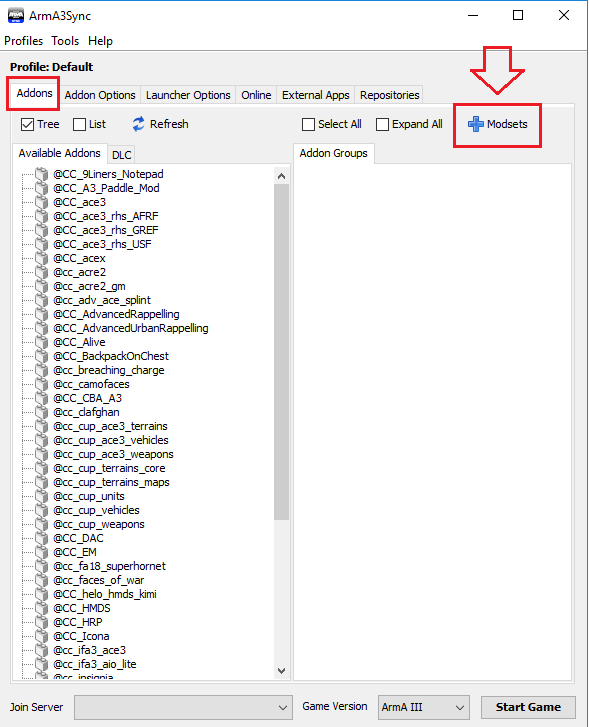 ArmA3Sync
Profiles Tools Help
Profile: Default
Addons Addon Options Launcher Options Online External Apps Repositories
Tree List Refresh Select All Expand All Modsets
Available Addons DLC Addon Groups
@CC_9Liners_Notepad
@CC_A3_Paddle_Mod
@CC_ace3
@CC_ace3_rhs_AFRF
@CC_ace3_rhs_GREF
@CC_ace3_rhs_USF
@CC_acex
@cc_acre2
@cc_acre2_gm
@cc_adv_ace_splint
@CC_AdvancedRappelling
@CC_AdvancedUrbanRappelling
@CC_Alive
@CC_BackpackOnChest
@cc_breaching_charge
@cc_camofaces
@CC_CBA_A3
@cc_clafghan
@cc_cup_ace3_terrains
@cc_cup_ace3_vehicles
@cc_cup_ace3_weapons
@cc_cup_terrains_core
@cc_cup_terrains_maps
@cc_cup_units
@cc_cup_vehicles
@cc_cup_weapons
@CC_DAC
@CC_EM
@cc_fa18_superhornet
@cc_faces_of_war
@CC_helo_hmds_kimi
@CC_HMDS
@CC_HRP
@CC_Icona
@cc_ifa3_ace3
@cc_ifa3_aio_lite
@cc_insignia
Join Server Game Version ArmA III Start Game